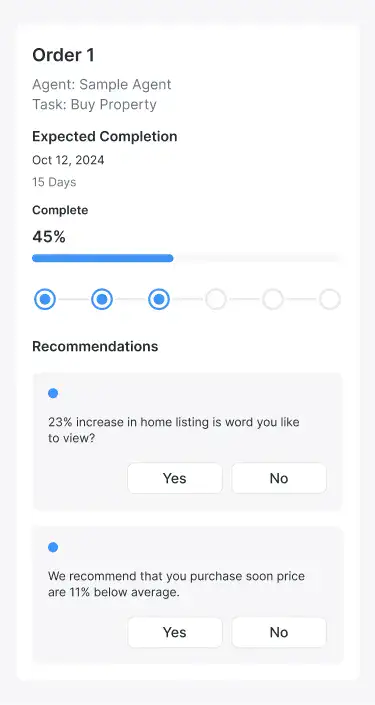 Order 1
Agent: Sample Agent
Task: Buy Property
Expected Completion
Oct 12, 2024
15 Days
Complete
45%
Recommendations
23% increase in home listing is word you like
to view?
Yes No
We recommend that you purchase soon price
are 11% below average.
Yes No